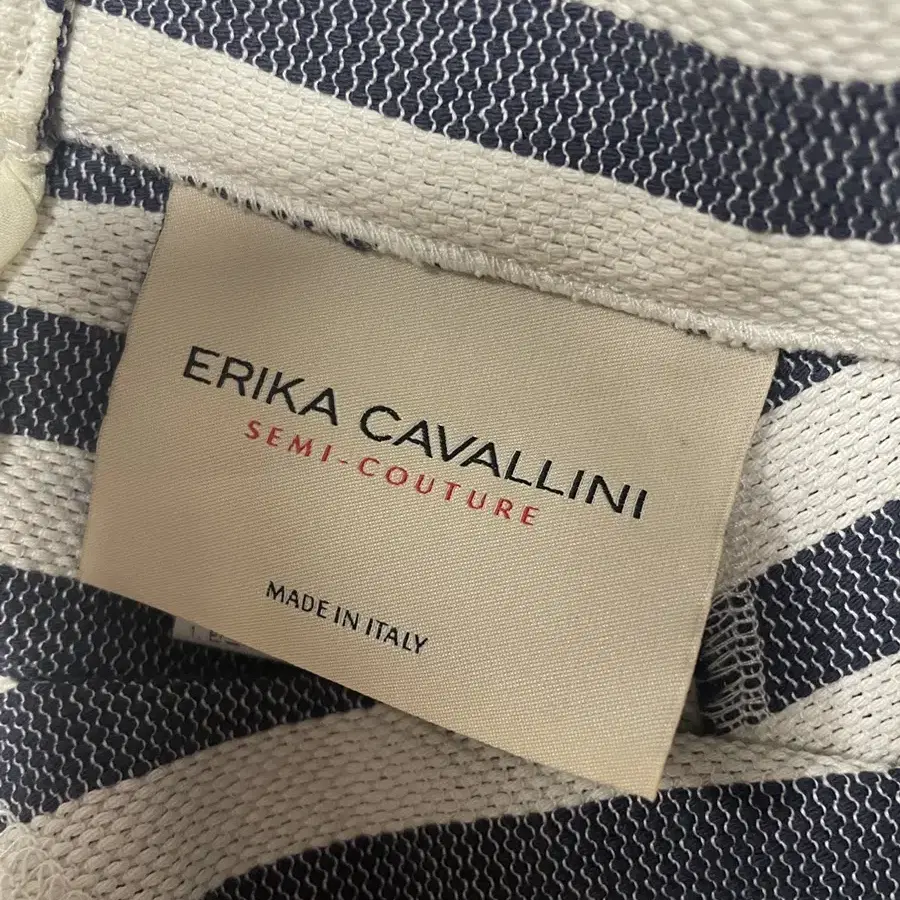 ERIKA CAVALLINI
SEMI-COUTURE
MADE IN ITALY